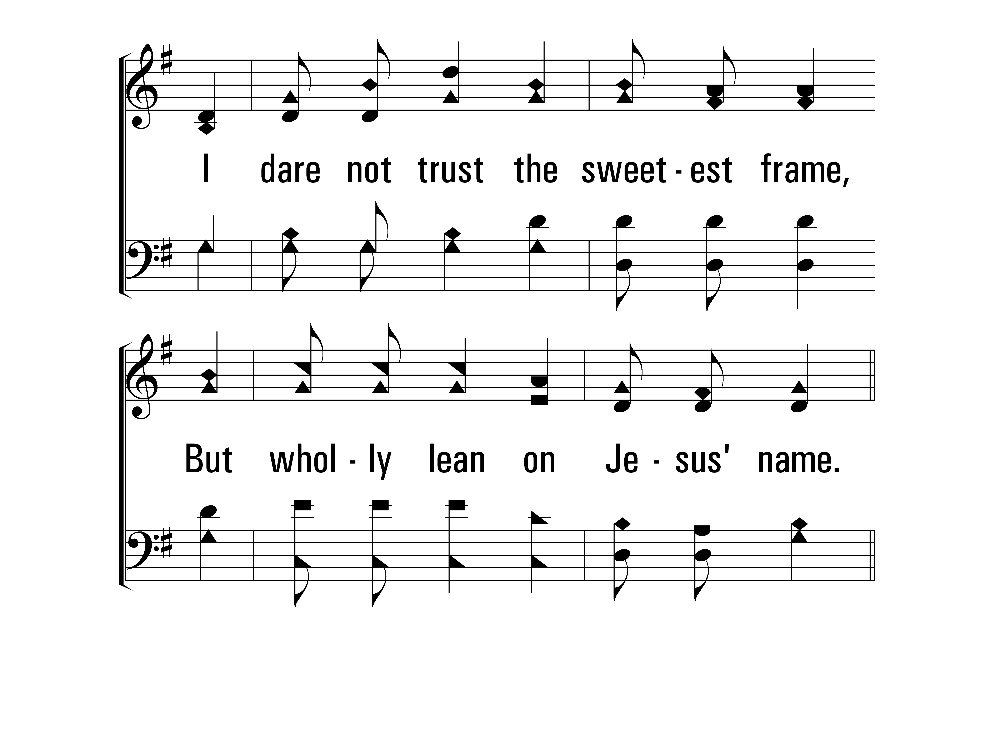 I dare not trust the sweet - est frame,
But whol - ly lean on Je - sus' name.